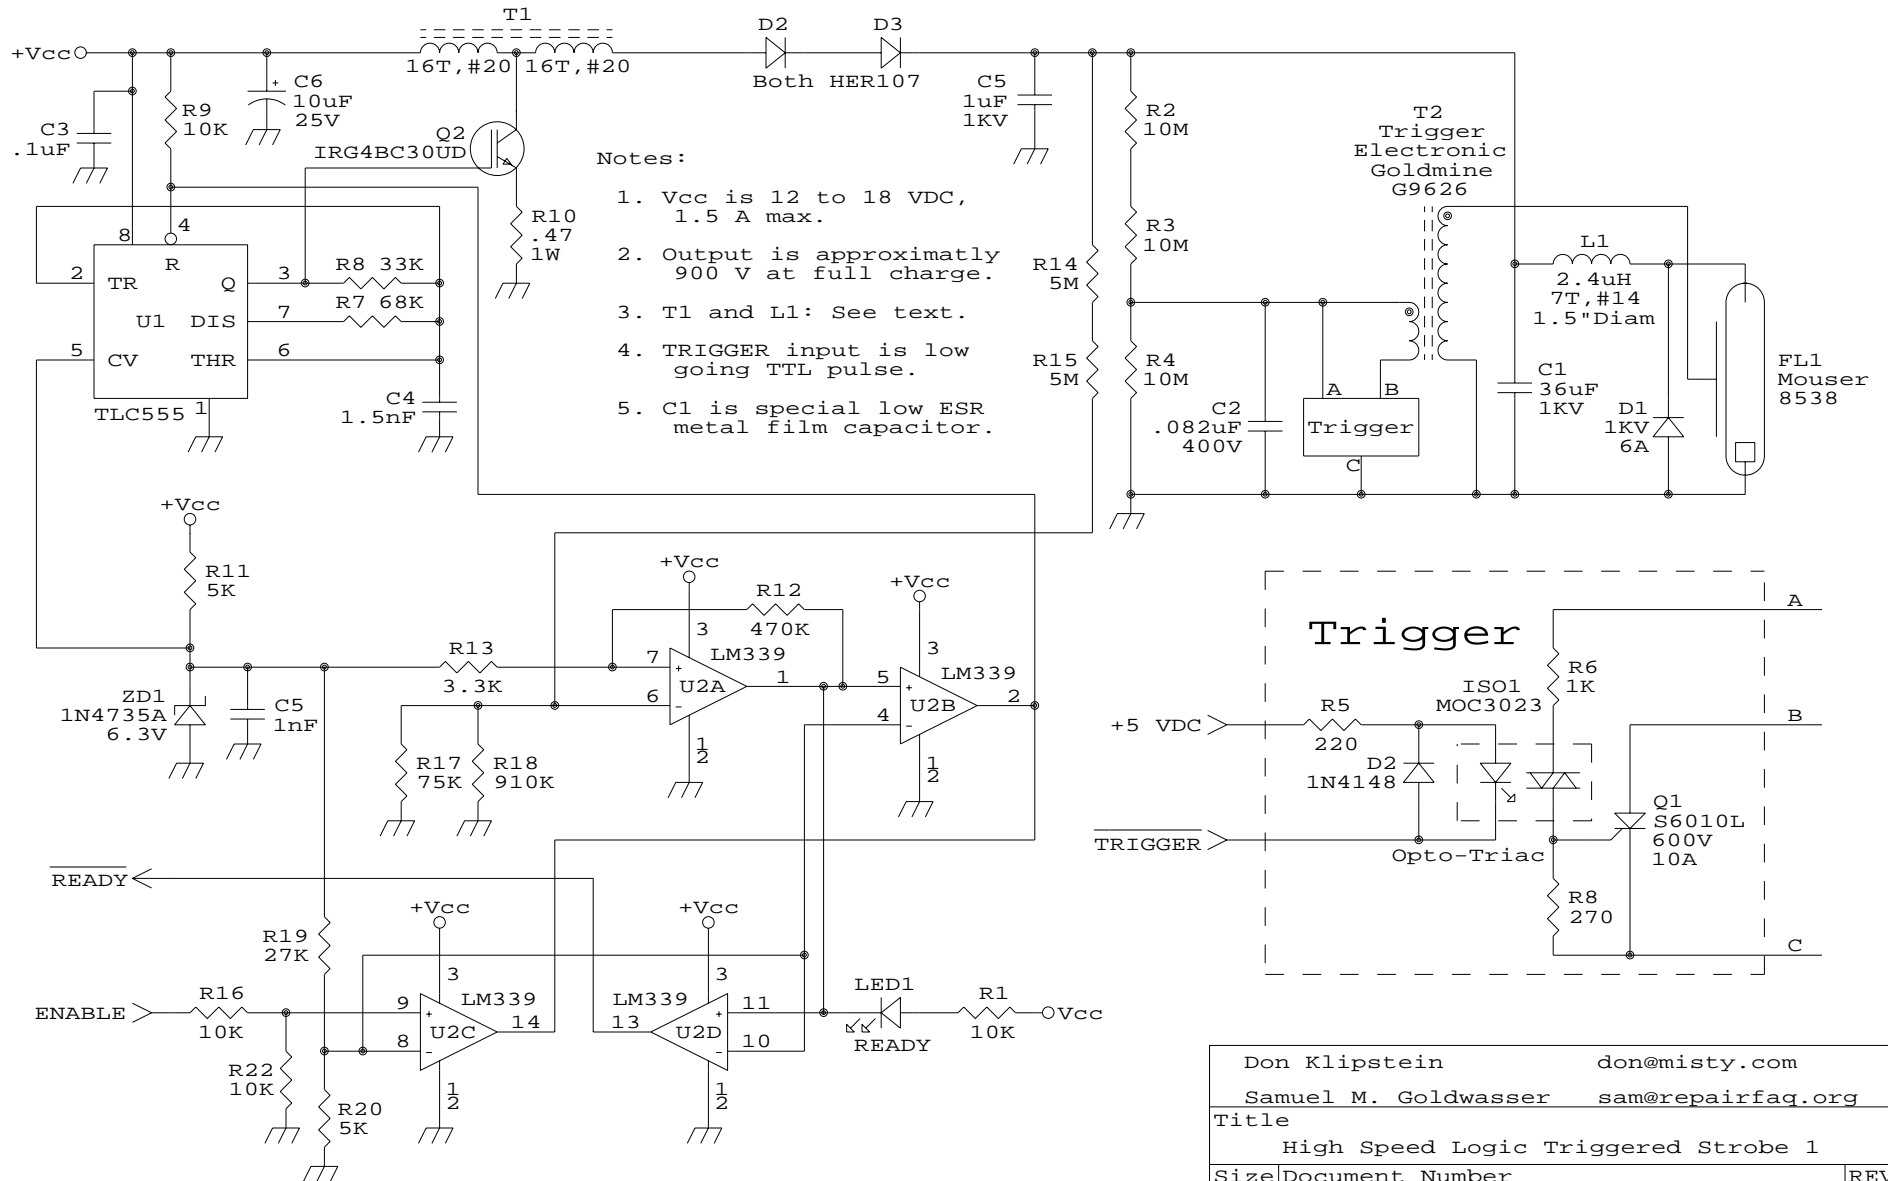 T1
+Vcc
16T,#20 16T,#20
D2
D3
Both HER107
C6
10uF
25V
+
R9
10K
C3
.1uF
Q2
IRG4BC30UD
R10
.47
1W
C5
1uF
1KV
R2
10M
R3
10M
R14
5M
R15
5M
R4
10M
T2
Trigger
Electronic
Goldmine
G9626
L1
2.4uH
7T,#14
1.5"Diam
C1
36uF
1KV
D1
1KV
6A
FL1
Mouser
8538
C2
.082uF
400V
A B
Trigger
C
Notes:
1. Vcc is 12 to 18 VDC,
1.5 A max.
2. Output is approximatly
900 V at full charge.
3. T1 and L1: See text.
4. TRIGGER input is low
going TTL pulse.
5. C1 is special low ESR
metal film capacitor.
8
4
R
2
TR
Q
3
R8 33K
U1
DIS
7
R7 68K
5
CV
THR
6
TLC555
1
C4
1.5nF
+Vcc
R11
5K
ZD1
1N4735A
6.3V
C5
1nF
R13
3.3K
R12
470K
+Vcc
3
7
+
LM339
U2A
1
6
-
1
2
+Vcc
3
5
+
LM339
U2B
2
4
-
1
2
R17
75K
R18
910K
READY
R19
27K
ENABLE
R16
10K
R22
10K
R20
5K
+Vcc
3
9
+
LM339
U2C
14
8
-
1
2
+Vcc
3
LM339
11
+
13
U2D
10
-
1
2
LED1
READY
R1
10K
Vcc
Trigger
A
R6
1K
ISO1
MOC3023
B
+5 VDC
R5
220
D2
1N4148
TRIGGER
Opto-Triac
Q1
S6010L
600V
10A
R8
270
C
Don Klipstein don@misty.com
Samuel M. Goldwasser sam@repairfaq.org
Title
High Speed Logic Triggered Strobe 1
Size Document Number REV